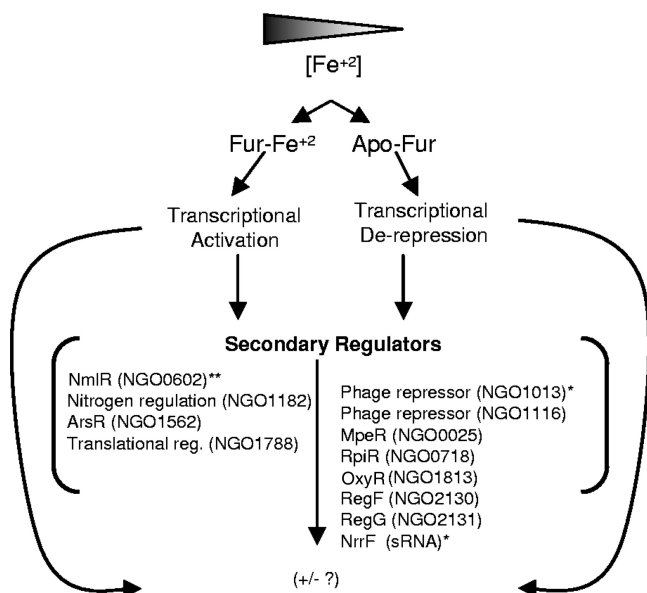 [Fe⁺²]
Fur-Fe⁺² Apo-Fur
Transcriptional Activation
Transcriptional De-repression
Secondary Regulators
NmlR (NGO0602)**
Nitrogen regulation (NGO1182)
ArsR (NGO1562)
Translational reg. (NGO1788)
Phage repressor (NGO1013)*
Phage repressor (NGO1116)
MpeR (NGO0025)
RpiR (NGO0718)
OxyR (NGO1813)
RegF (NGO2130)
RegG (NGO2131)
NrrF (sRNA)*
(+/- ?)